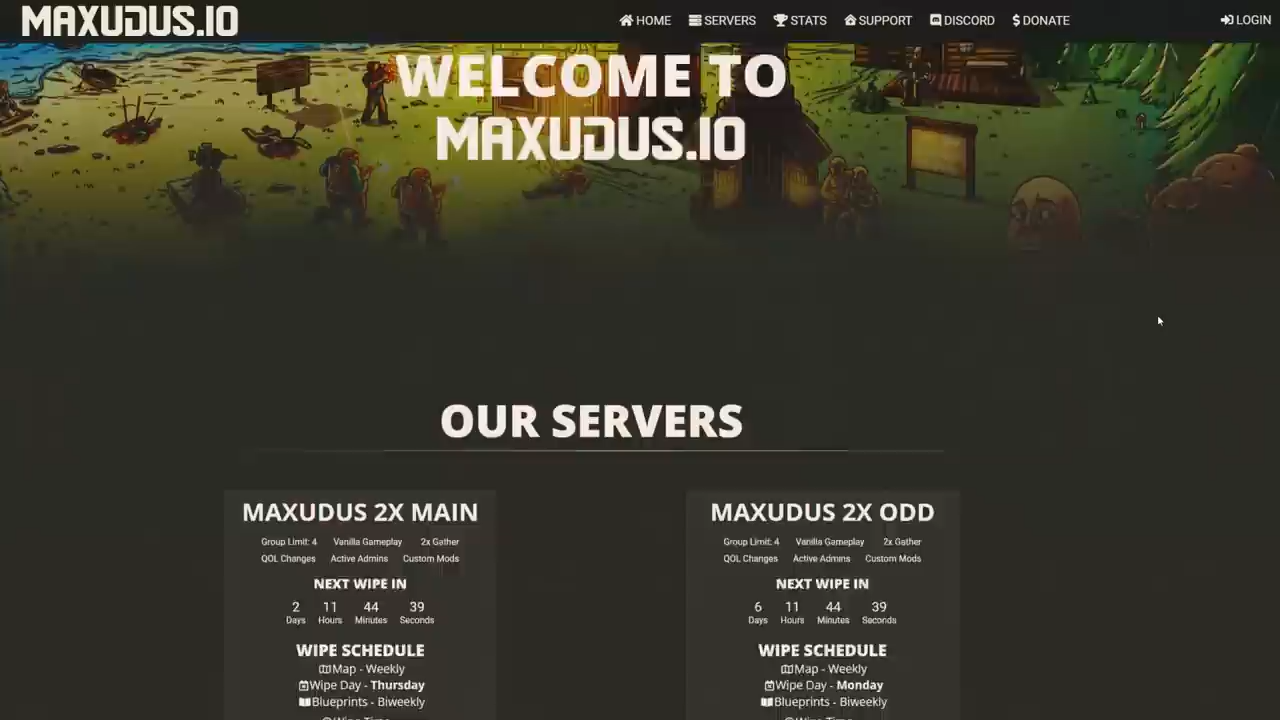 MAXUDUS.IO
HOME SERVERS STATS SUPPORT DISCORD DONATE LOGIN
WELCOME TO
MAXUDUS.IO
OUR SERVERS
MAXUDUS 2X MAIN
Group Limit: 4 Vanilla Gameplay 2x Gather
QOL Changes Active Admins Custom Mods
NEXT WIPE IN
2 11 44 39
Days Hours Minutes Seconds
WIPE SCHEDULE
Map - Weekly
Wipe Day - Thursday
Blueprints - Biweekly
MAXUDUS 2X ODD
Group Limit: 4 Vanilla Gameplay 2x Gather
QOL Changes Active Admins Custom Mods
NEXT WIPE IN
6 11 44 39
Days Hours Minutes Seconds
WIPE SCHEDULE
Map - Weekly
Wipe Day - Monday
Blueprints - Biweekly